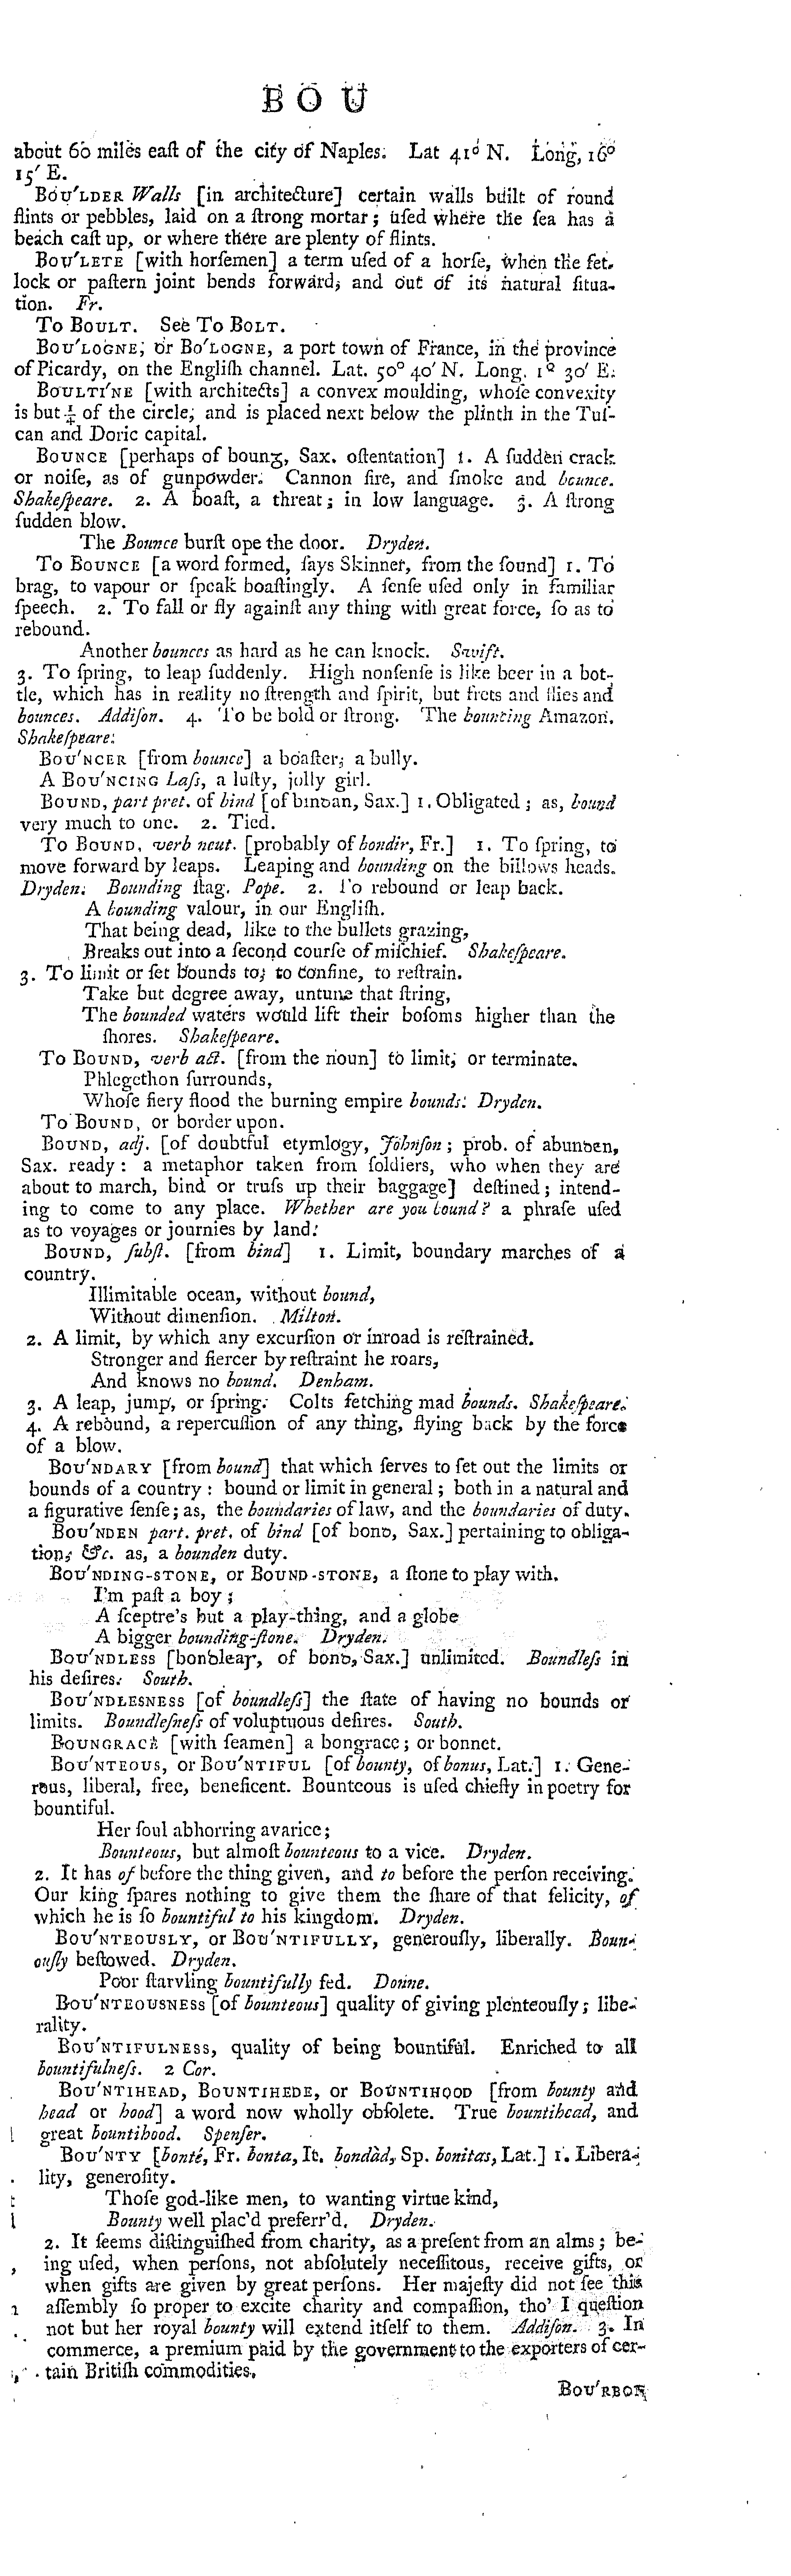 BOU
about 60 miles eaſt of the city of Naples. Lat 41° N. Long, 16°
15′ E.
BOU'LDER Walls [in architecture] certain walls built of round
flints or pebbles, laid on a ſtrong mortar; uſed where the ſea has a
beach caſt up, or where there are plenty of flints.
BOU'LETE [with horſemen] a term uſed of a horſe, when the fet-
lock or paſtern joint bends forward, and out of its natural ſitua-
tion. Fr.
To BOULT. See To BOLT.
BOU'LOGNE, or BO'LOGNE, a port town of France, in the province
of Picardy, on the Engliſh channel. Lat. 50° 40′ N. Long. 1° 30′ E.
BOULTI'NE [with architects] a convex moulding, whoſe convexity
is but ¼ of the circle, and is placed next below the plinth in the Tuſ-
can and Doric capital.
BOUNCE [perhaps of bounᵹ, Sax. oſtentation] 1. A ſudden crack
or noiſe, as of gunpowder. Cannon fire, and ſmoke and bounce.
Shakeſpeare. 2. A boaſt, a threat; in low language. 3. A ſtrong
ſudden blow.
The Bounce burſt ope the door. Dryden.
To BOUNCE [a word formed, ſays Skinner, from the ſound] 1. To
brag, to vapour or ſpeak boaſtingly. A ſenſe uſed only in familiar
ſpeech. 2. To fall or fly againſt any thing with great force, ſo as to
rebound.
Another bounces as hard as he can knock. Swift.
3. To ſpring, to leap ſuddenly. High nonſenſe is like beer in a bot-
tle, which has in reality no ſtrength and ſpirit, but frets and flies and
bounces. Addiſon. 4. To be bold or ſtrong. The bouncing Amazon.
Shakeſpeare.
BOU'NCER [from bounce] a boaſter, a bully.
A BOU'NCING Laſs, a luſty, jolly girl.
BOUND, part pret. of bind [of binꝺan, Sax.] 1. Obligated; as, bound
very much to one. 2. Tied.
To BOUND, verb neut. [probably of bondir, Fr.] 1. To ſpring, to
move forward by leaps. Leaping and bounding on the billows heads.
Dryden. Bounding ſtag. Pope. 2. To rebound or leap back.
A bounding valour, in our Engliſh.
That being dead, like to the bullets grazing,
Breaks out into a ſecond courſe of miſchief. Shakeſpeare.
3. To limit or ſet bounds to, to confine, to reſtrain.
Take but degree away, untune that ſtring,
The bounded waters would lift their boſoms higher than the
ſhores. Shakeſpeare.
To BOUND, verb act. [from the noun] to limit, or terminate.
Phlegethon ſurrounds,
Whoſe fiery flood the burning empire bounds. Dryden.
To BOUND, or border upon.
BOUND, adj. [of doubtful etymlogy, Johnſon; prob. of abunꝺen,
Sax. ready: a metaphor taken from ſoldiers, who when they are
about to march, bind or truſs up their baggage] deſtined; intend-
ing to come to any place. Whether are you bound? a phraſe uſed
as to voyages or journies by land.
BOUND, ſubſt. [from bind] 1. Limit, boundary marches of a
country.
Illimitable ocean, without bound,
Without dimenſion. Milton.
2. A limit, by which any excurſion or inroad is reſtrained.
Stronger and fiercer by reſtraint he roars,
And knows no bound. Denham.
3. A leap, jump, or ſpring. Colts fetching mad bounds. Shakeſpeare.
4. A rebound, a repercuſſion of any thing, flying back by the force
of a blow.
BOU'NDARY [from bound] that which ſerves to ſet out the limits or
bounds of a country: bound or limit in general; both in a natural and
a figurative ſenſe; as, the boundaries of law, and the boundaries of duty.
BOU'NDEN part. pret. of bind [of bonꝺ, Sax.] pertaining to obliga-
tion, &c. as, a bounden duty.
BOU'NDING-STONE, or BOUND-STONE, a ſtone to play with.
I'm paſt a boy;
A ſceptre's but a play-thing, and a globe
A bigger bounding-ſtone. Dryden.
BOU'NDLESS [bonꝺleaꞅ, of bonꝺ, Sax.] unlimited. Boundleſs in
his deſires. South.
BOU'NDLESNESS [of boundleſs] the ſtate of having no bounds or
limits. Boundleſneſs of voluptuous deſires. South.
BOUNGRACE [with ſeamen] a bongrace; or bonnet.
BOU'NTEOUS, or BOU'NTIFUL [of bounty, of bonus, Lat.] 1. Gene-
rous, liberal, free, beneficent. Bounteous is uſed chiefly in poetry for
bountiful.
Her ſoul abhorring avarice;
Bounteous, but almoſt bounteous to a vice. Dryden.
2. It has of before the thing given, and to before the perſon receiving.
Our king ſpares nothing to give them the ſhare of that felicity, of
which he is ſo bountiful to his kingdom. Dryden.
BOU'NTEOUSLY, or BOU'NTIFULLY, generouſly, liberally. Boun-
ouſly beſtowed. Dryden.
Poor ſtarvling bountifully fed. Donne.
BOU'NTEOUSNESS [of bounteous] quality of giving plenteouſly; libe-
rality.
BOU'NTIFULNESS, quality of being bountiful. Enriched to all
bountifulneſs. 2 Cor.
BOU'NTIHEAD, BOUNTIHEDE, or BOUNTIHOOD [from bounty and
head or hood] a word now wholly obſolete. True bountihead, and
great bountihood. Spenſer.
BOU'NTY [bonté, Fr. bonta, It. bondàd, Sp. bonitas, Lat.] 1. Libera-
lity, generoſity.
Thoſe god-like men, to wanting virtue kind,
Bounty well plac'd preferr'd. Dryden.
2. It ſeems diſtinguiſhed from charity, as a preſent from an alms; be-
ing uſed, when perſons, not abſolutely neceſſitous, receive gifts, or
when gifts are given by great perſons. Her majeſty did not ſee this
aſſembly ſo proper to excite charity and compaſſion, tho' I queſtion
not but her royal bounty will extend itſelf to them. Addiſon. 3. In
commerce, a premium paid by the government to the exporters of cer-
tain Britiſh commodities.
BOU'RBON